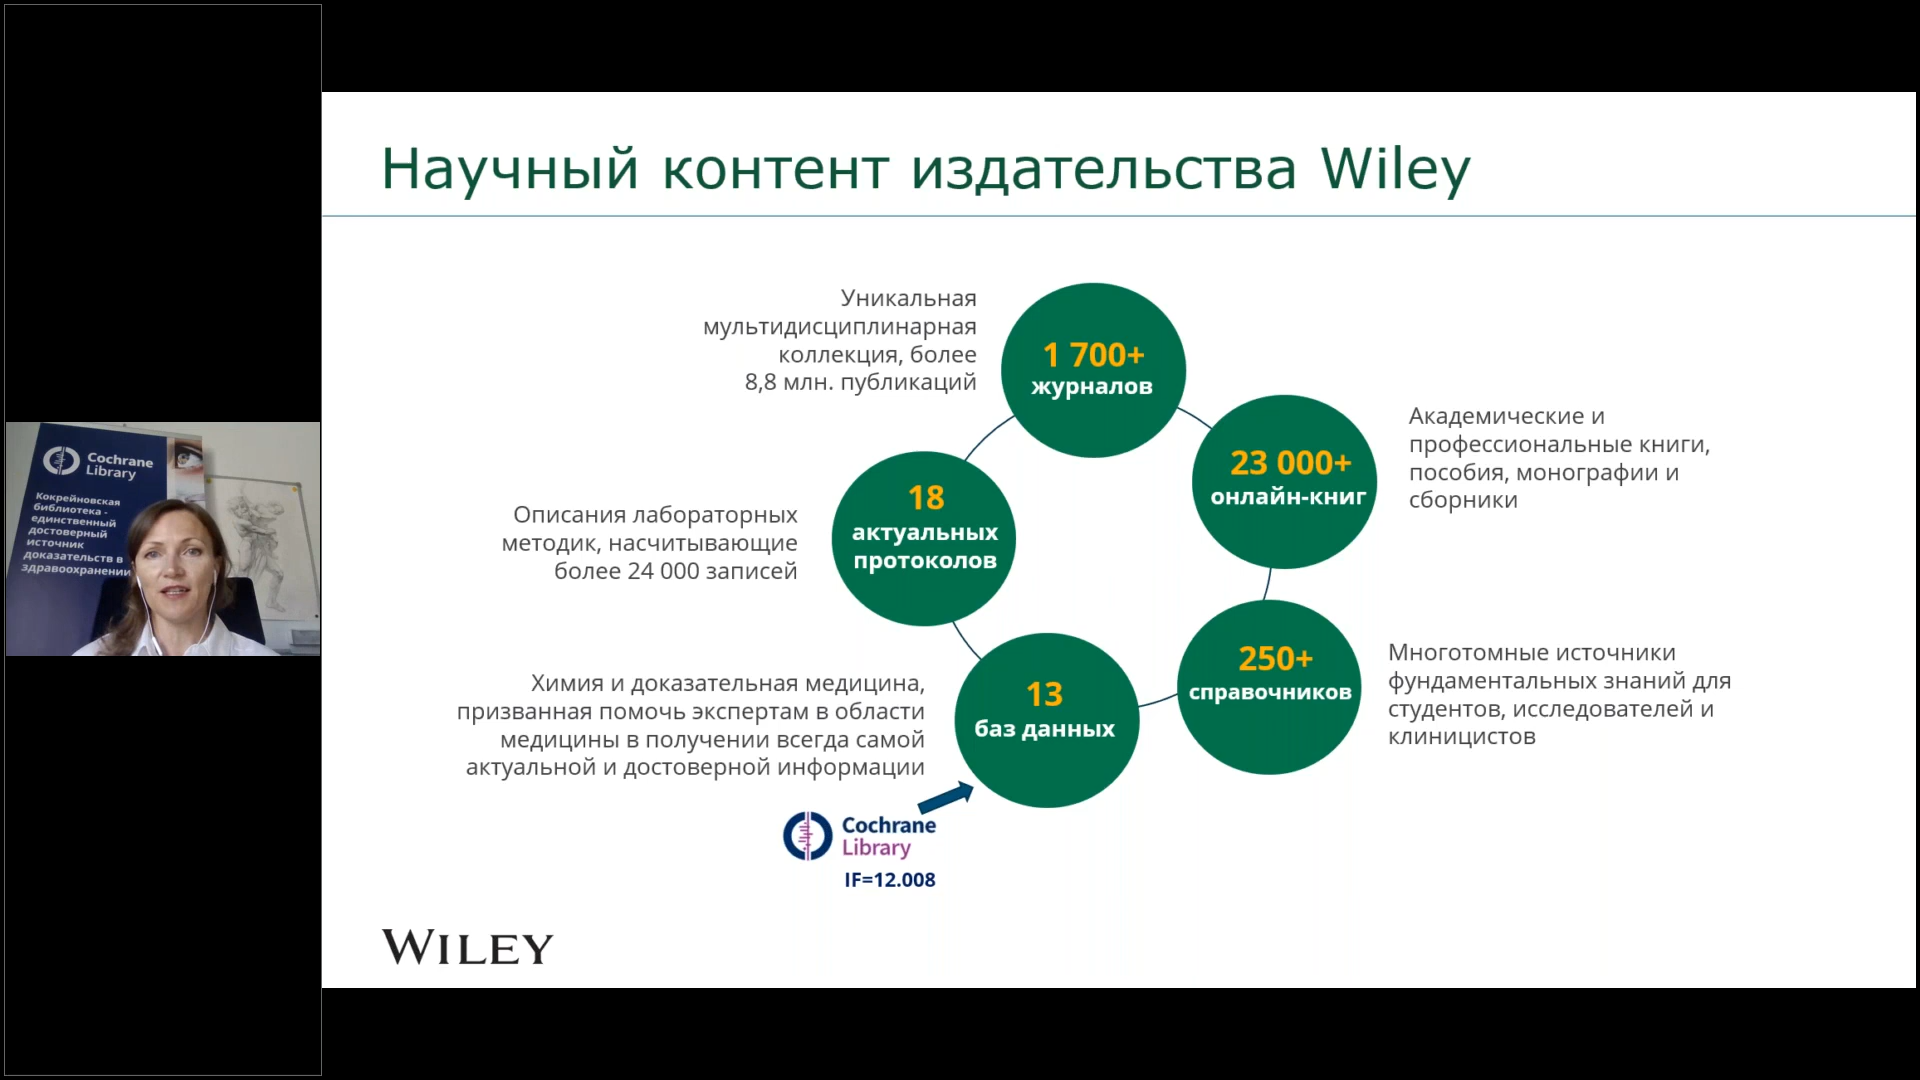 Cochrane
Library
Кокрейновская
библиотека -
единственный
достоверный
источник
доказательств в
здравоохранении
Научный контент издательства Wiley
Уникальная
мультидисциплинарная
коллекция, более
8,8 млн. публикаций
1 700+
журналов
23 000+
онлайн-книг
Академические и
профессиональные книги,
пособия, монографии и
сборники
18
актуальных
протоколов
Описания лабораторных
методик, насчитывающие
более 24 000 записей
250+
справочников
Многотомные источники
фундаментальных знаний для
студентов, исследователей и
клиницистов
13
баз данных
Химия и доказательная медицина,
призванная помочь экспертам в области
медицины в получении всегда самой
актуальной и достоверной информации
Cochrane
Library
IF=12.008
WILEY